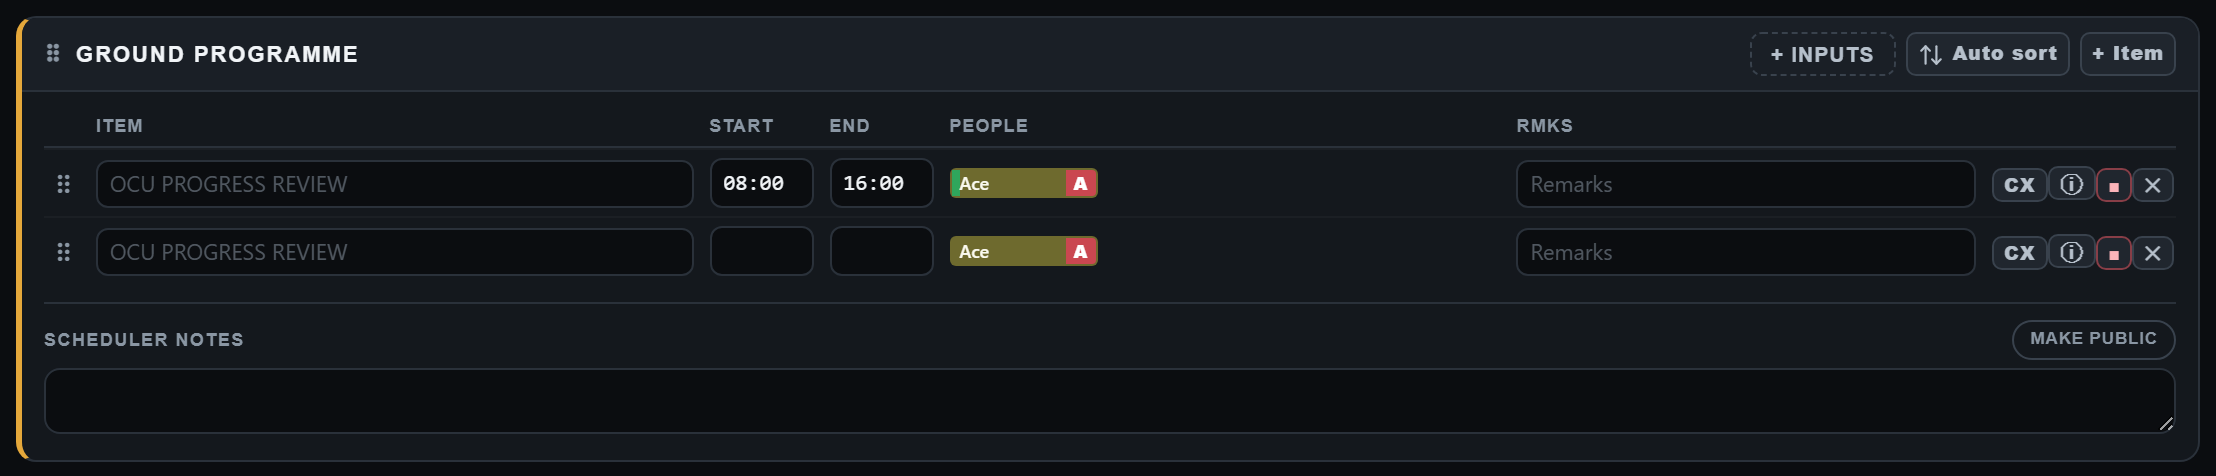 GROUND PROGRAMME
+ INPUTS
Auto sort
+ Item
ITEM START END PEOPLE RMKS
OCU PROGRESS REVIEW 08:00 16:00 Ace A Remarks CX
OCU PROGRESS REVIEW Ace A Remarks CX
SCHEDULER NOTES
MAKE PUBLIC